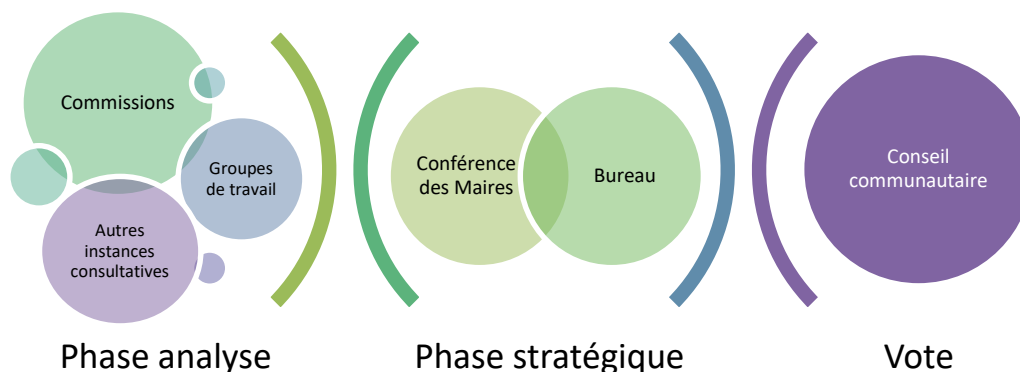 Commissions
Groupes
de travail
Autres
instances
consultatives
Phase analyse
Conférence
des Maires
Bureau
Phase stratégique
Conseil
communautaire
Vote